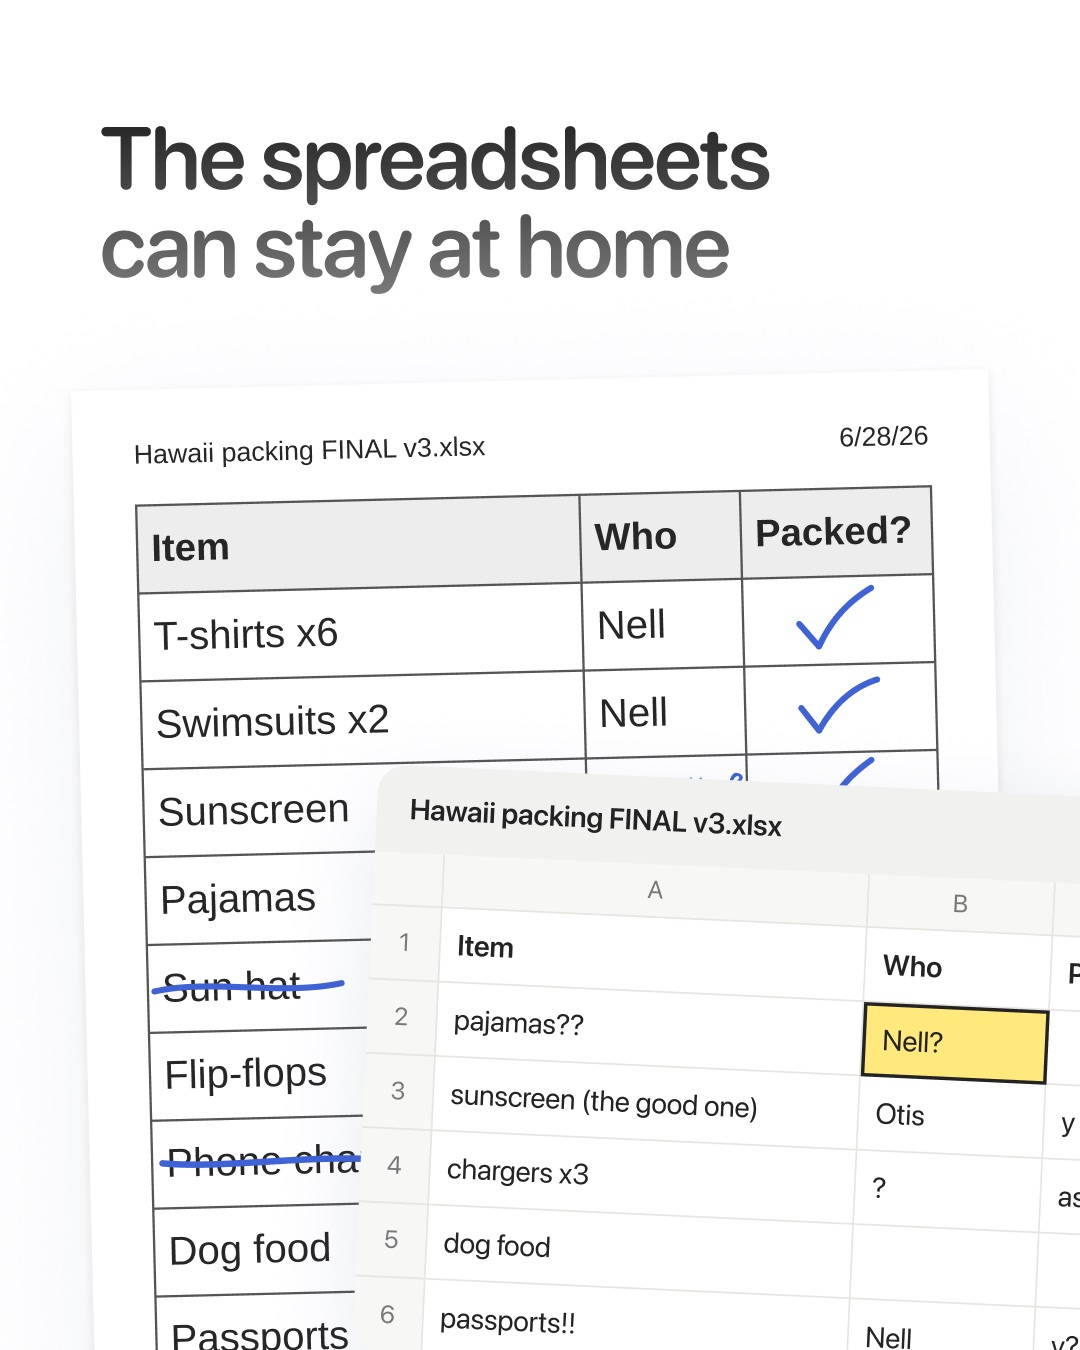 The spreadsheets
can stay at home
Hawaii packing FINAL v3.xlsx 6/28/26
Item Who Packed?
T-shirts x6 Nell
Swimsuits x2 Nell
Sunscreen
Pajamas
Sun hat
Flip-flops
Phone cha
Dog food
Passports
Hawaii packing FINAL v3.xlsx
A B
1 Item Who P
2 pajamas?? Nell?
3 sunscreen (the good one) Otis y
4 chargers x3 ? as
5 dog food
6 passports!! Nell y?